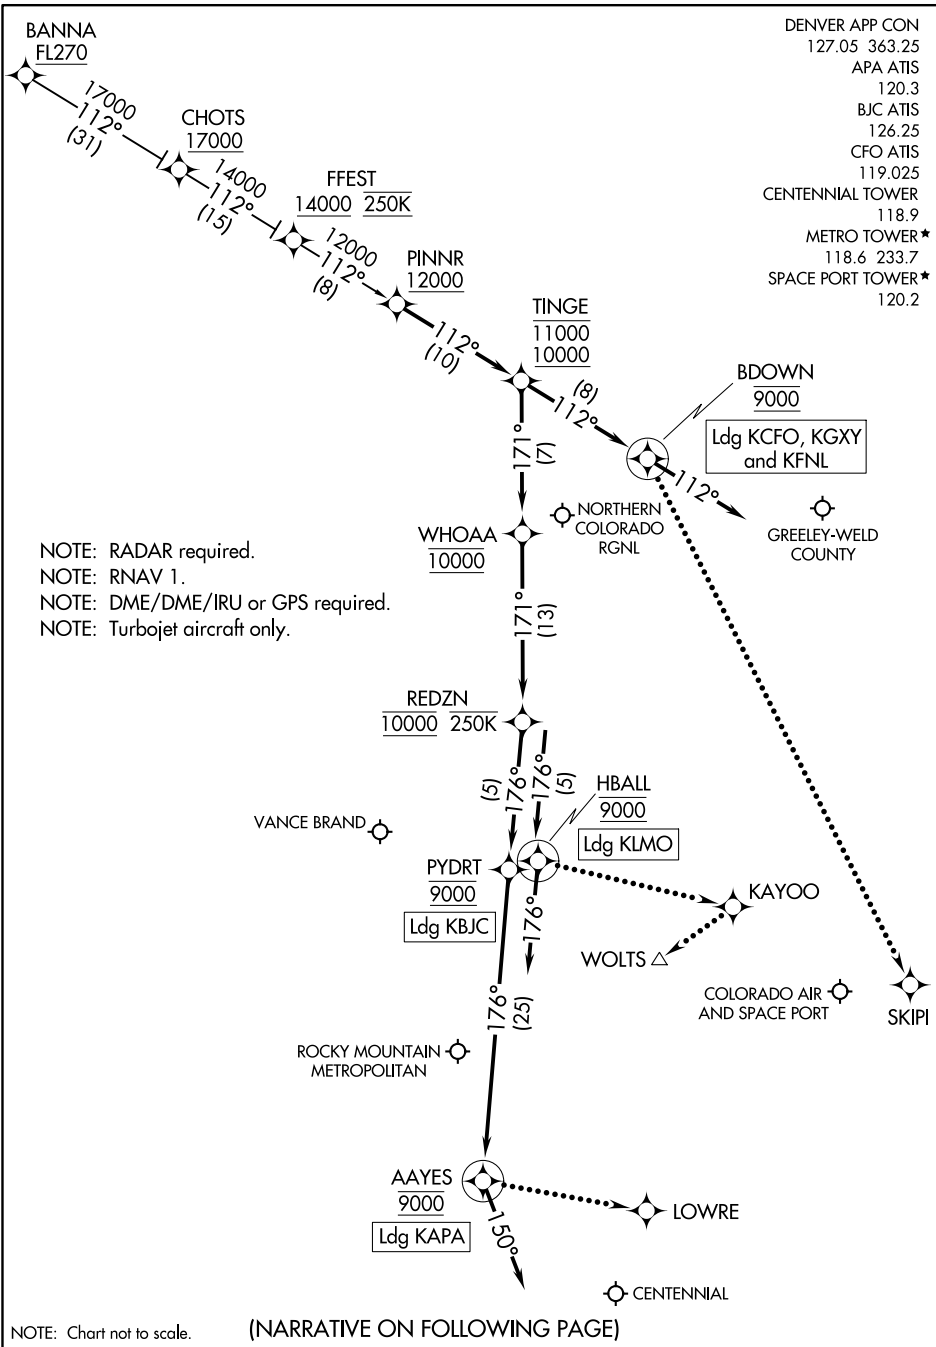 BANNA
FL270
17000
112°
(31)
CHOTS
17000
14000
112°
(15)
FFEST
14000 250K
12000
112°
(8)
PINNR
12000
112°
(10)
TINGE
11000
10000
(8)
112°
BDOWN
9000
Ldg KCFO, KGXY
and KFNL
112°
DENVER APP CON
127.05 363.25
APA ATIS
120.3
BJC ATIS
126.25
CFO ATIS
119.025
CENTENNIAL TOWER
118.9
METRO TOWER★
118.6 233.7
SPACE PORT TOWER★
120.2
171°
(7)
NORTHERN
COLORADO
RGNL
GREELEY-WELD
COUNTY
WHOAA
10000
NOTE: RADAR required.
NOTE: RNAV 1.
NOTE: DME/DME/IRU or GPS required.
NOTE: Turbojet aircraft only.
171°
(13)
REDZN
10000 250K
(5)
176°
176°
(5)
HBALL
9000
Ldg KLMO
VANCE BRAND
PYDRT
9000
Ldg KBJC
176°
KAYOO
WOLTS
COLORADO AIR
AND SPACE PORT
SKIPI
176°
(25)
ROCKY MOUNTAIN
METROPOLITAN
AAYES
9000
Ldg KAPA
150°
LOWRE
CENTENNIAL
NOTE: Chart not to scale.
(NARRATIVE ON FOLLOWING PAGE)